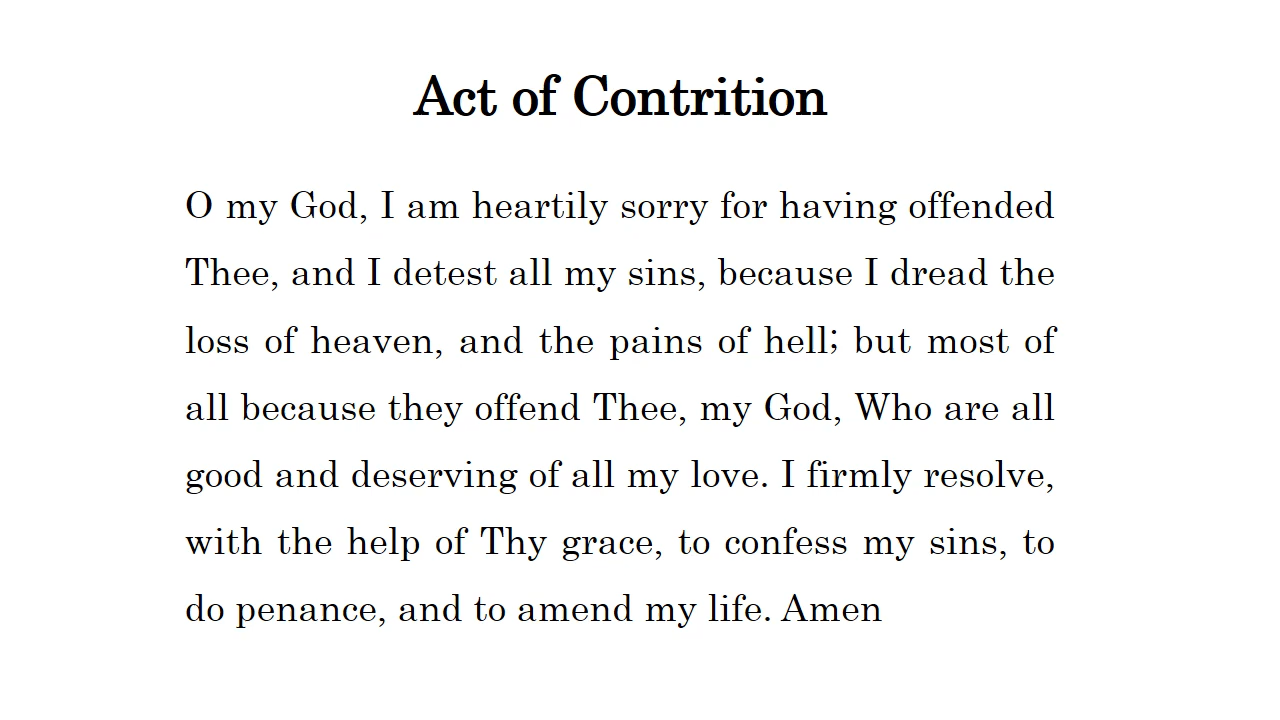 Act of Contrition
O my God, I am heartily sorry for having offended
Thee, and I detest all my sins, because I dread the
loss of heaven, and the pains of hell; but most of
all because they offend Thee, my God, Who are all
good and deserving of all my love. I firmly resolve,
with the help of Thy grace, to confess my sins, to
do penance, and to amend my life. Amen